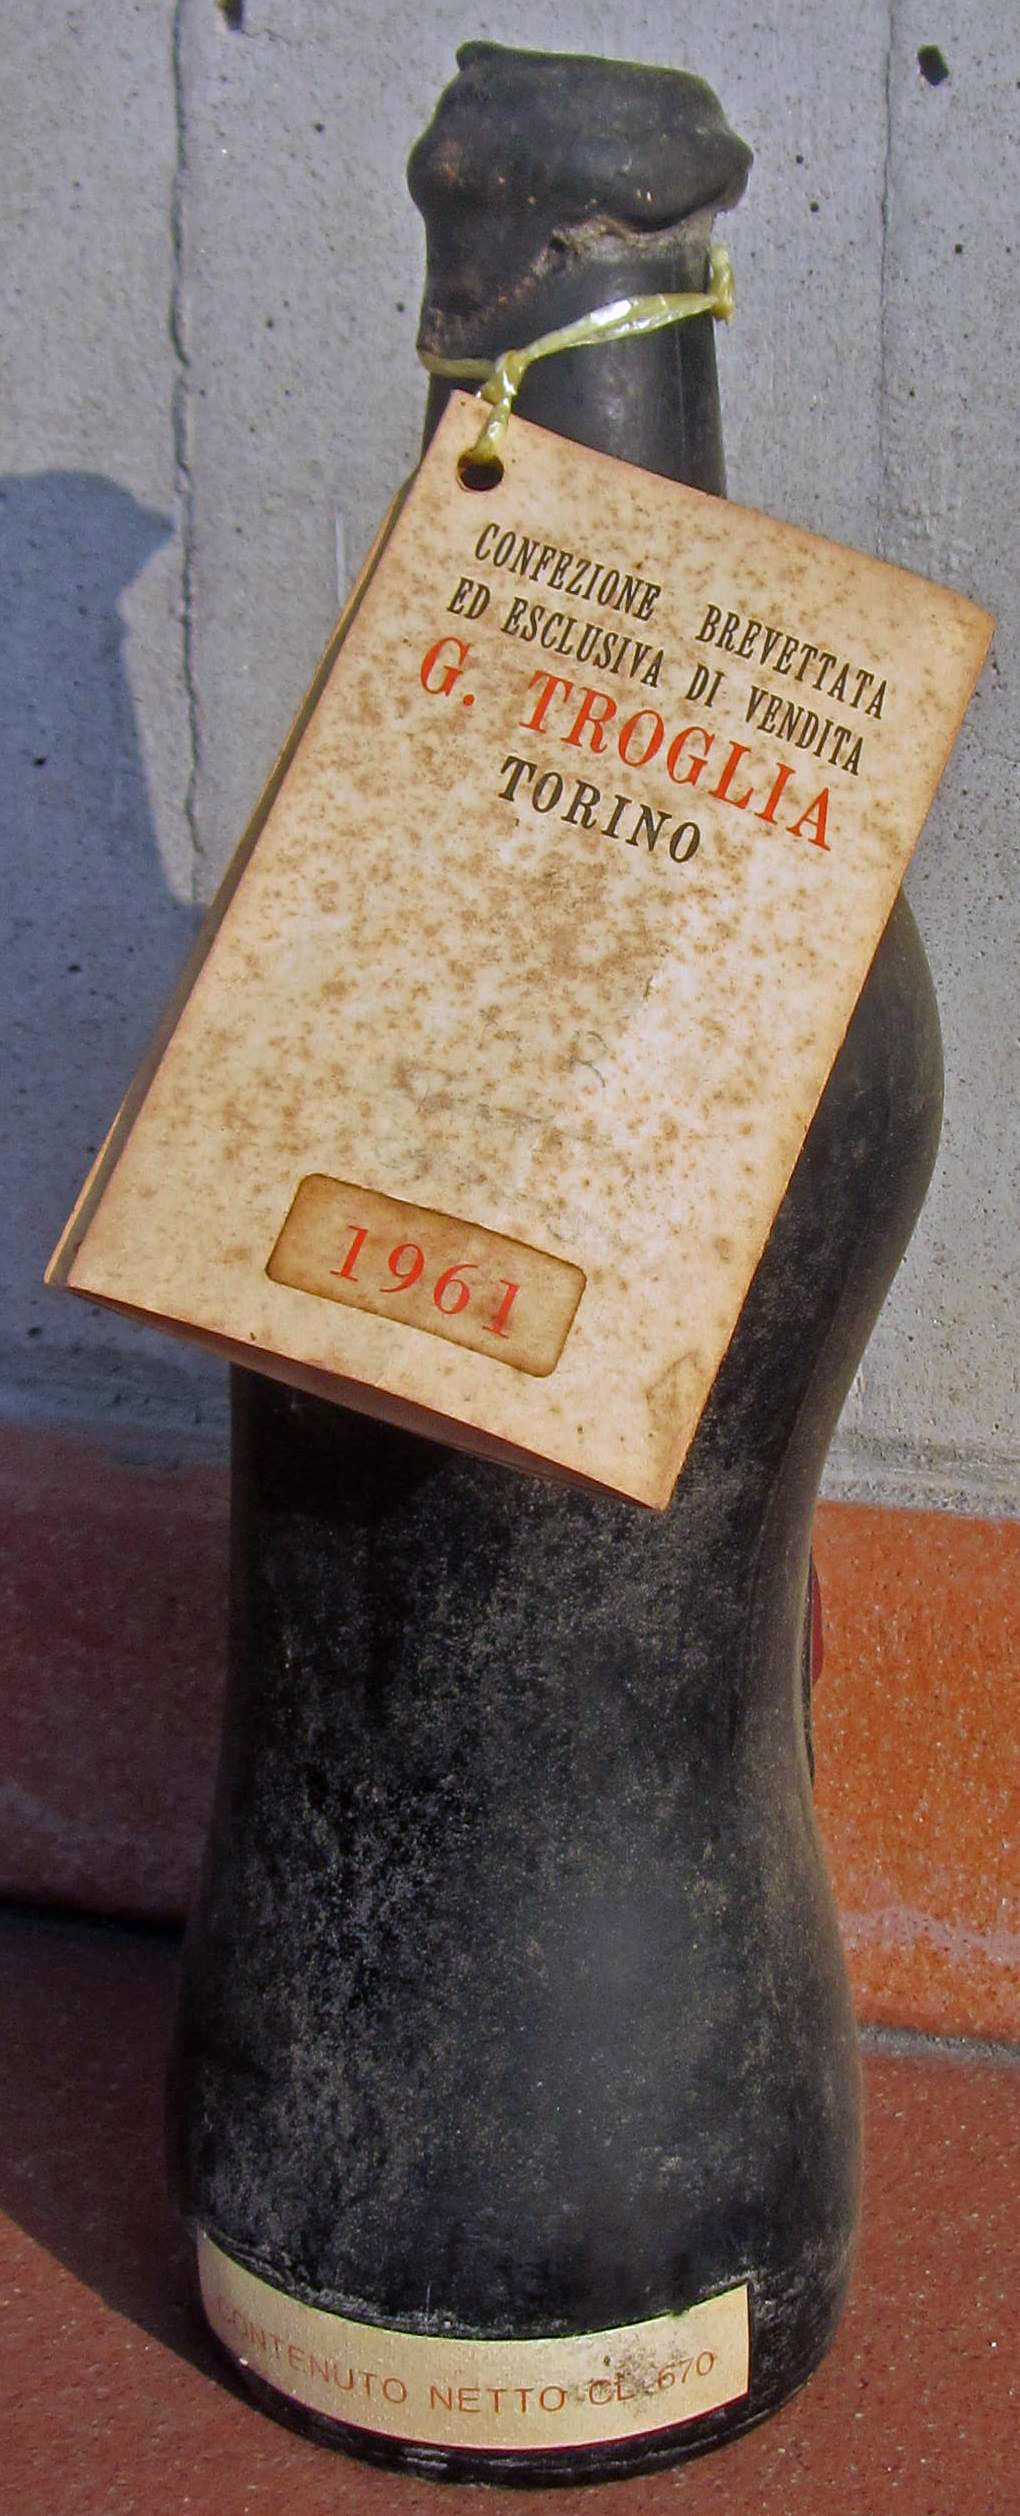 CONFEZIONE BREVETTATA
ED ESCLUSIVA DI VENDITA
G. TROGLIA
TORINO
1961
CONTENUTO NETTO CL 670